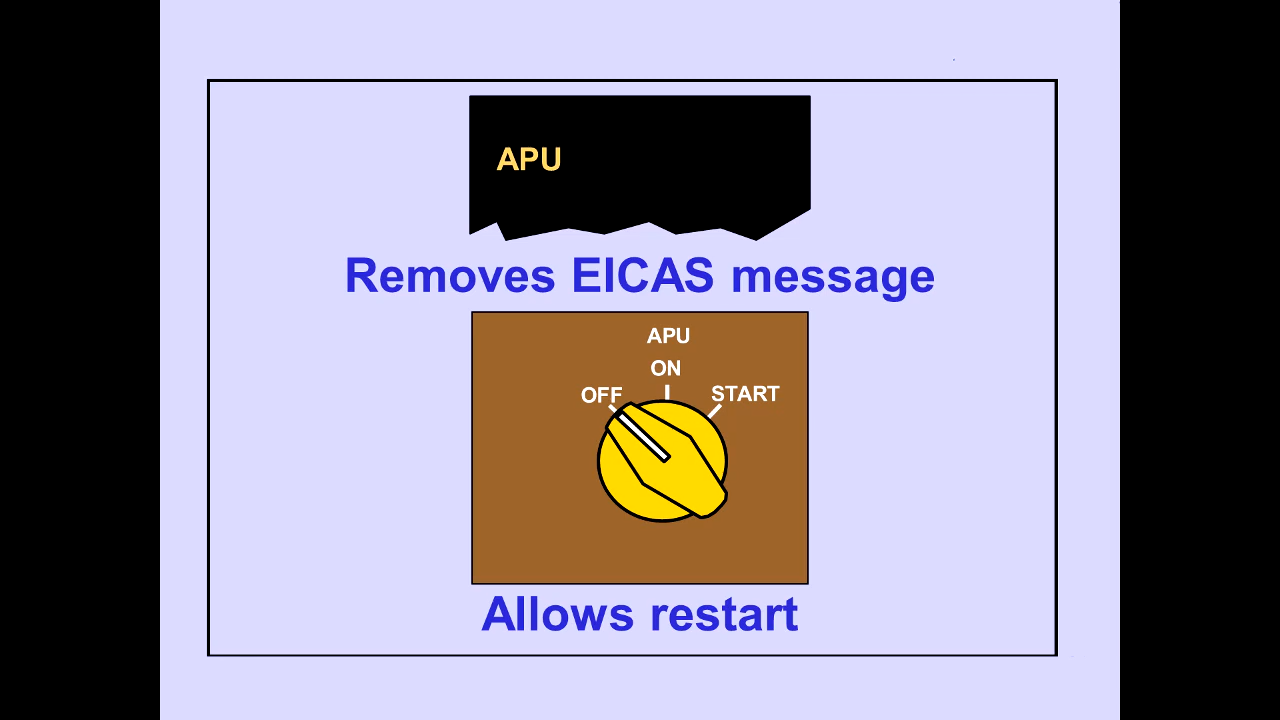 APU
Removes EICAS message
APU
ON
OFF
START
Allows restart